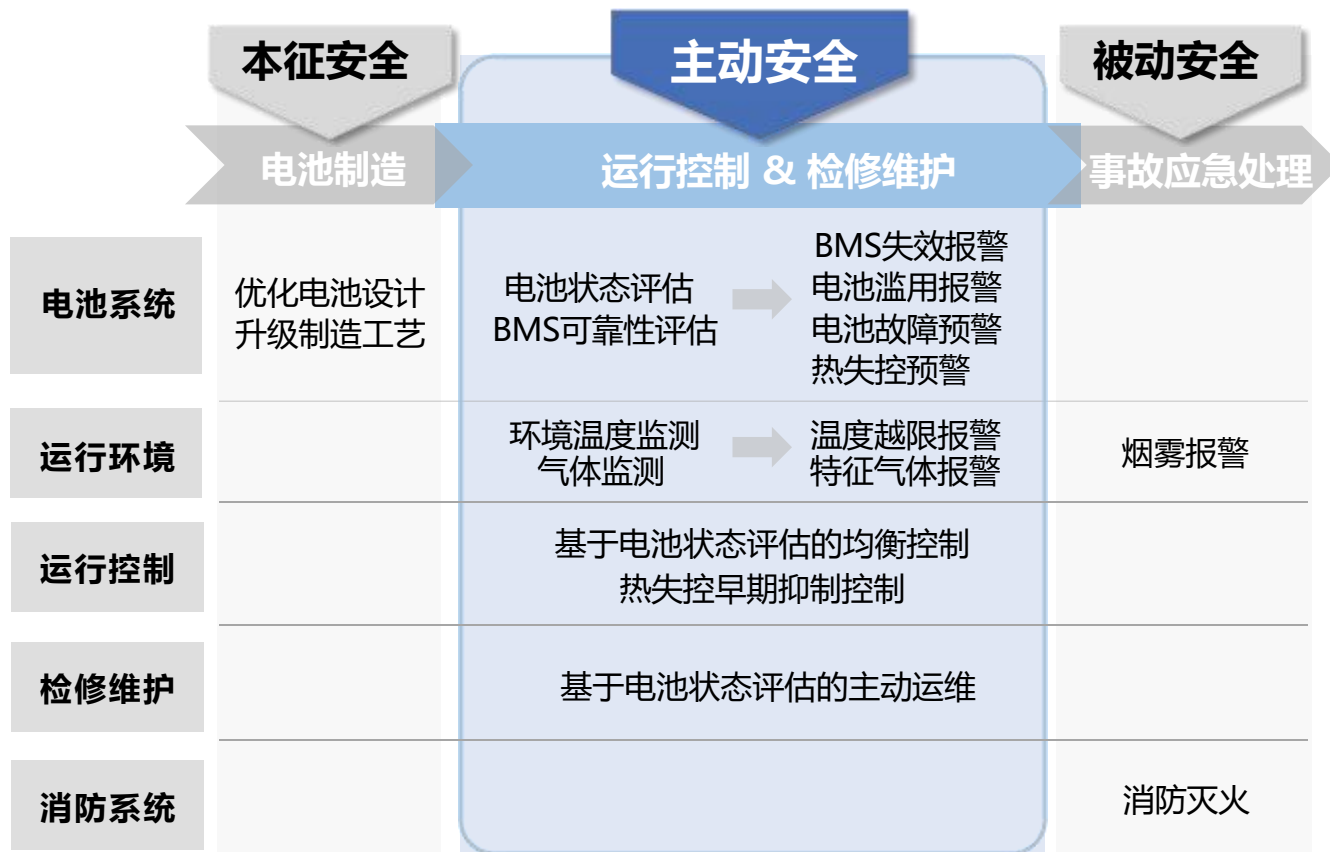 本征安全
主动安全
被动安全
电池制造
运行控制 & 检修维护
事故应急处理
电池系统
优化电池设计
升级制造工艺
电池状态评估
BMS可靠性评估
BMS失效报警
电池滥用报警
电池故障预警
热失控预警
运行环境
环境温度监测
气体监测
温度越限报警
特征气体报警
烟雾报警
运行控制
基于电池状态评估的均衡控制
热失控早期抑制控制
检修维护
基于电池状态评估的主动运维
消防系统
消防灭火